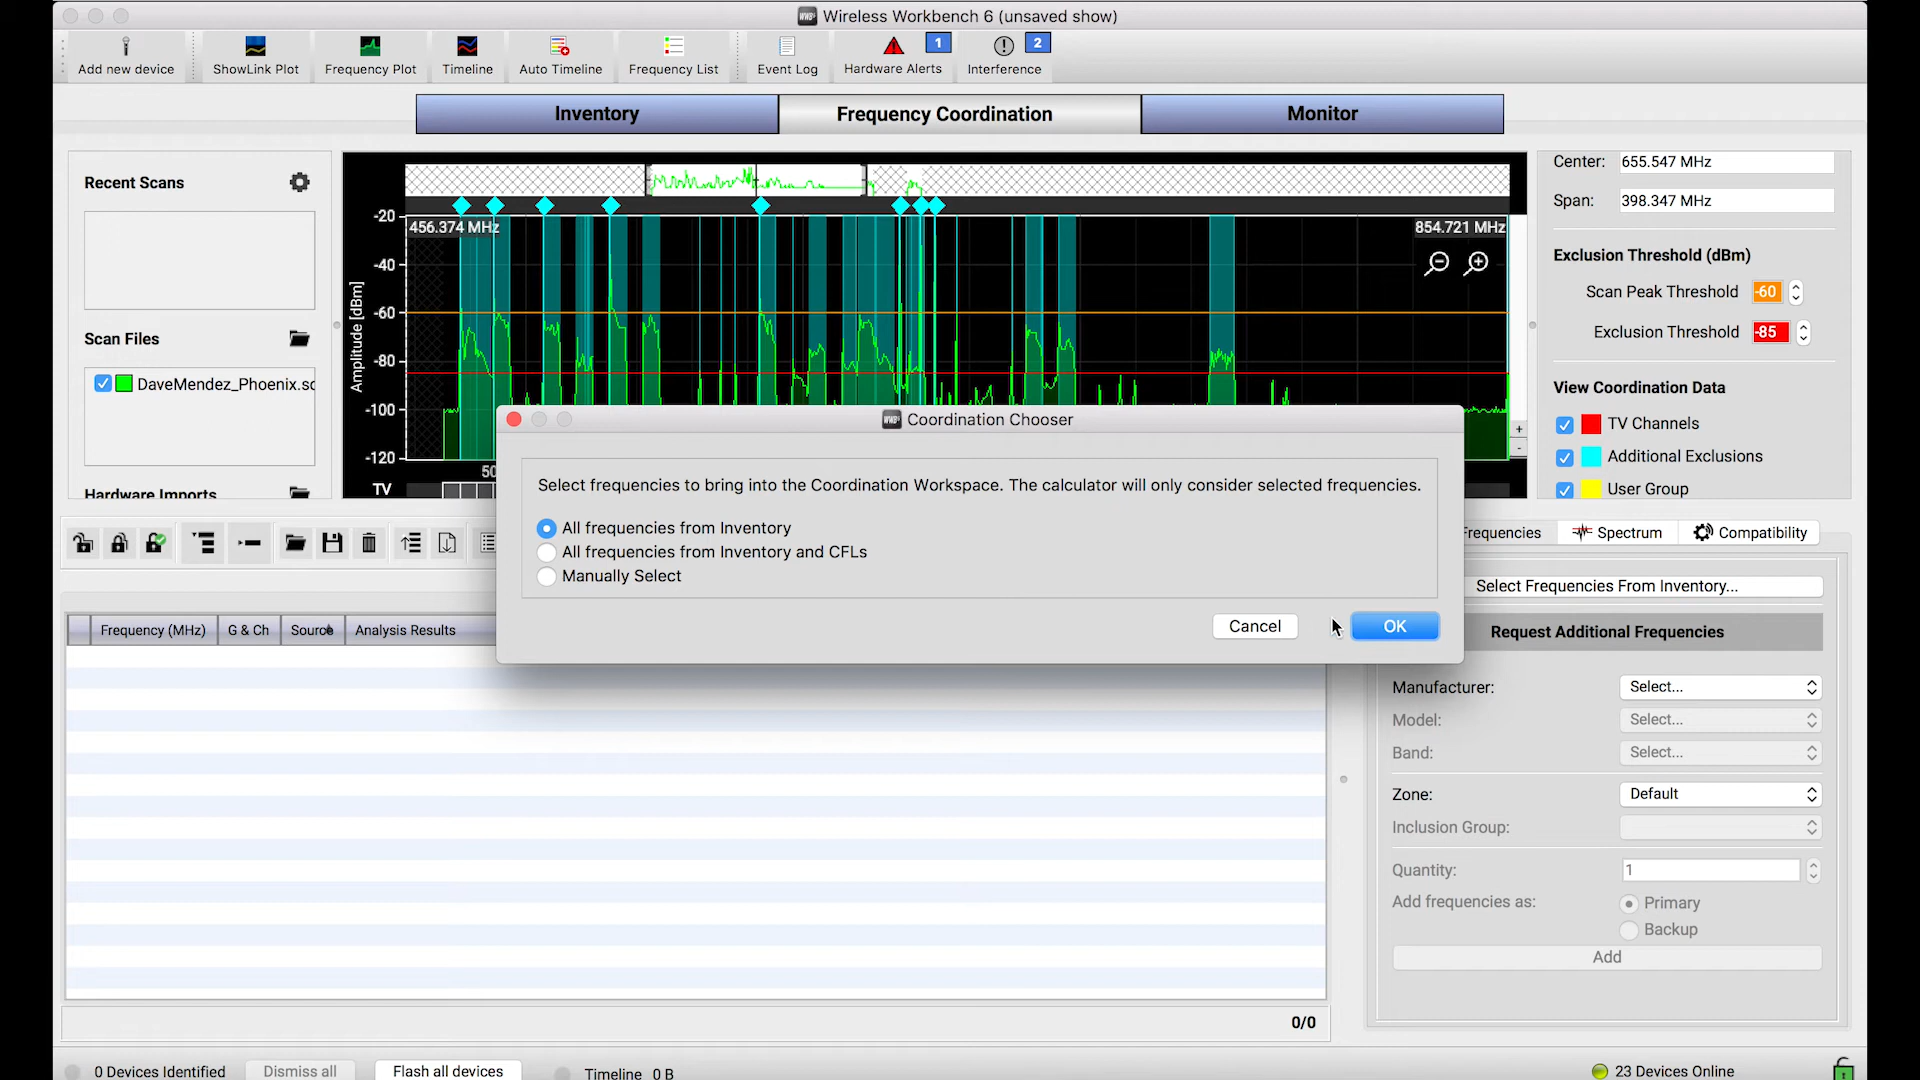 Wireless Workbench 6 (unsaved show)
Add new device
ShowLink Plot
Frequency Plot
Timeline
Auto Timeline
Frequency List
Event Log
Hardware Alerts
1
Interference
2
Inventory
Frequency Coordination
Monitor
Recent Scans
Scan Files
DaveMendez_Phoenix.sc
Hardware Imports
Amplitude [dBm]
-20
-40
-60
-80
-100
-120
TV
456.374 MHz
854.721 MHz
50
+
-
Center: 655.547 MHz
Span: 398.347 MHz
Exclusion Threshold (dBm)
Scan Peak Threshold -60
Exclusion Threshold -85
View Coordination Data
TV Channels
Additional Exclusions
User Group
Coordination Chooser
Select frequencies to bring into the Coordination Workspace. The calculator will only consider selected frequencies.
All frequencies from Inventory
All frequencies from Inventory and CFLs
Manually Select
Cancel
OK
Frequency (MHz)
G & Ch
Source
Analysis Results
0/0
requencies
Spectrum
Compatibility
Select Frequencies From Inventory...
Request Additional Frequencies
Manufacturer: Select...
Model: Select...
Band: Select...
Zone: Default
Inclusion Group:
Quantity: 1
Add frequencies as: Primary
Backup
Add
0 Devices Identified
Dismiss all
Flash all devices
Timeline 0 B
23 Devices Online